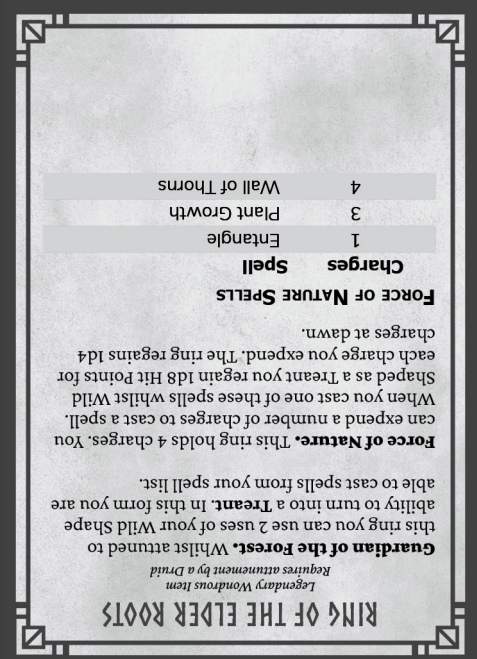 RING OF THE ELDER ROOTS
Legendary Wondrous Item
Requires attunement by a Druid
Guardian of the Forest. Whilst attuned to
this ring you can use 2 uses of your Wild Shape
ability to turn into a Treant. In this form you are
able to cast spells from your spell list.
Force of Nature. This ring holds 4 charges. You
can expend a number of charges to cast a spell.
When you cast one of these spells whilst Wild
Shaped as a Treant you regain 1d8 Hit Points for
each charge you expend. The ring regains 1d4
charges at dawn.
FORCE OF NATURE SPELLS
Charges Spell
1 Entangle
3 Plant Growth
4 Wall of Thorns